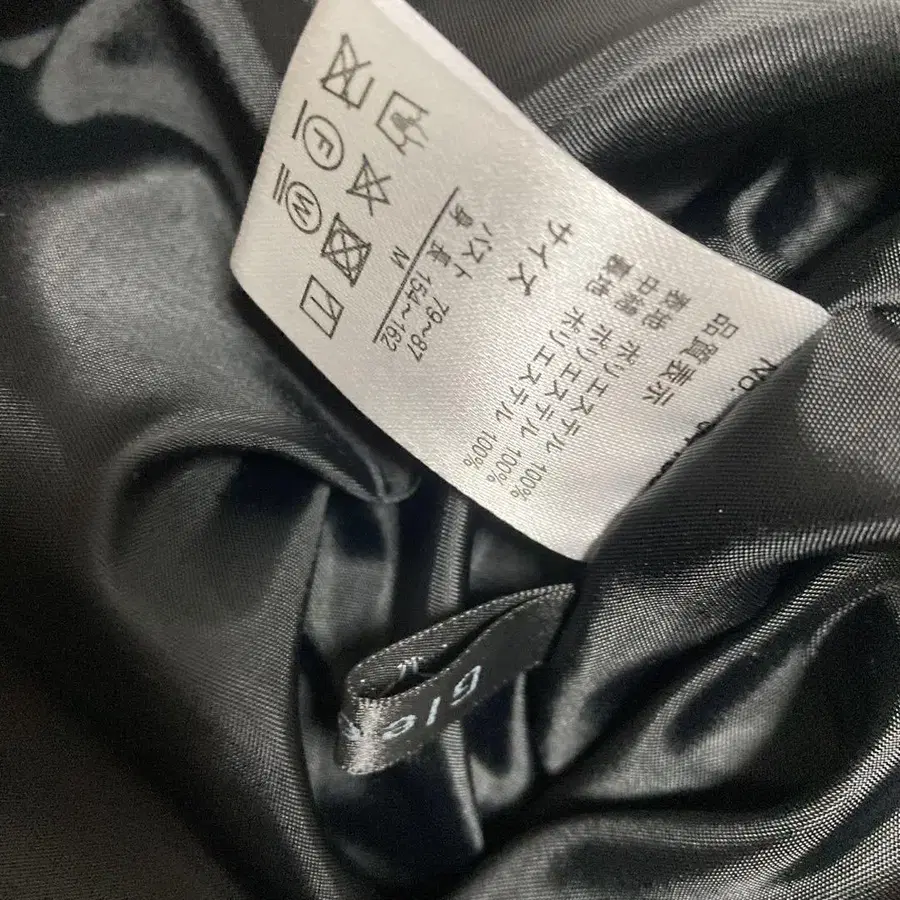 No.
品質表示
表地 ポリエステル 100%
中綿 ポリエステル 100%
裏地 ポリエステル 100%
サイズ
バスト 79~87
身長 154~162
M
F
W
M